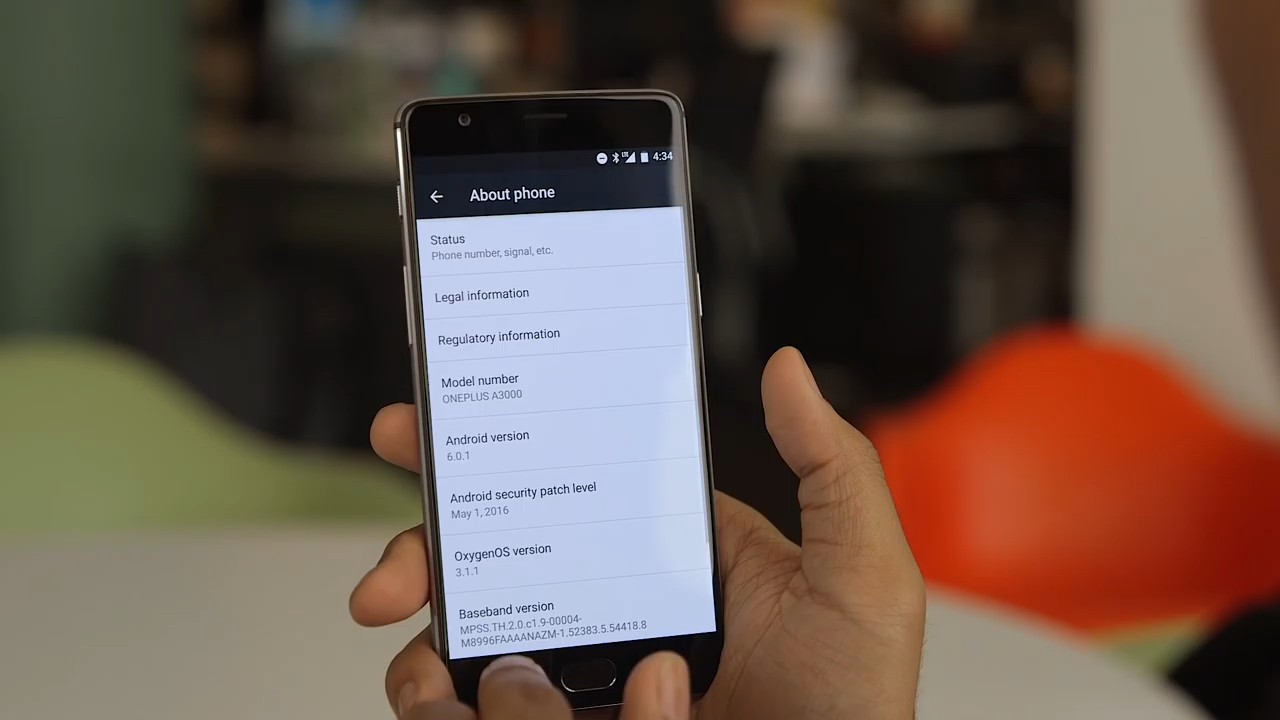 LTE 4:34
About phone
Status
Phone number, signal, etc.
Legal information
Regulatory information
Model number
ONEPLUS A3000
Android version
6.0.1
Android security patch level
May 1, 2016
OxygenOS version
3.1.1
Baseband version
MPSS.TH.2.0.c1.9-00004-
M8996FAAAANAZM-1.52383.5.54418.8